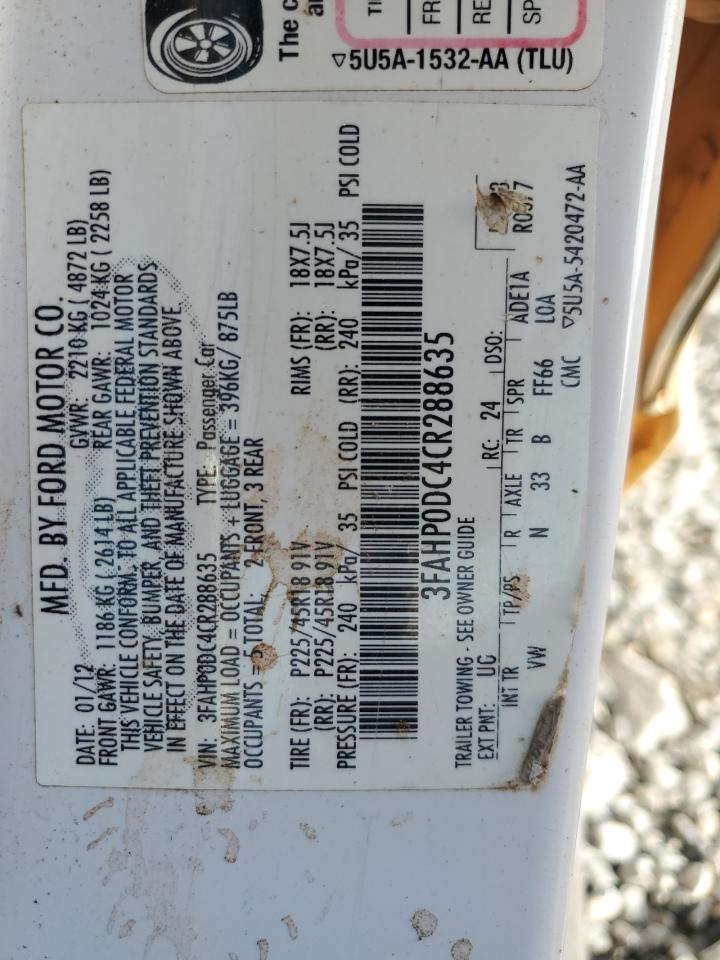 The c
an
TI
FR
RE
SP
▽5U5A-1532-AA (TLU)
MFD. BY FORD MOTOR CO.
DATE: 01/12 GVWR: 2210 KG ( 4872 LB)
FRONT GAWR: 1186 KG ( 2614 LB) REAR GAWR: 1024 KG ( 2258 LB)
THIS VEHICLE CONFORMS TO ALL APPLICABLE FEDERAL MOTOR
VEHICLE SAFETY, BUMPER, AND THEFT PREVENTION STANDARDS
IN EFFECT ON THE DATE OF MANUFACTURE SHOWN ABOVE.
VIN: 3FAHP0DC4CR288635 TYPE: Passenger Car
MAXIMUM LOAD = OCCUPANTS + LUGGAGE = 396KG/ 875LB
OCCUPANTS = 5 TOTAL: 2 FRONT, 3 REAR
TIRE (FR): P225/45R18 91V RIMS (FR): 18X7.5J
(RR): P225/45R18 91V (RR): 18X7.5J
PRESSURE (FR): 240 kPa/ 35 PSI COLD (RR): 240 kPa/ 35 PSI COLD
3FAHP0DC4CR288635
TRAILER TOWING - SEE OWNER GUIDE
EXT PNT: UG RC: 24 DSO:
INT TR TP/PS R AXLE TR SPR ADE1A
VW N 33 B FF66 LOA
CMC ▽5U5A-5420472-AA